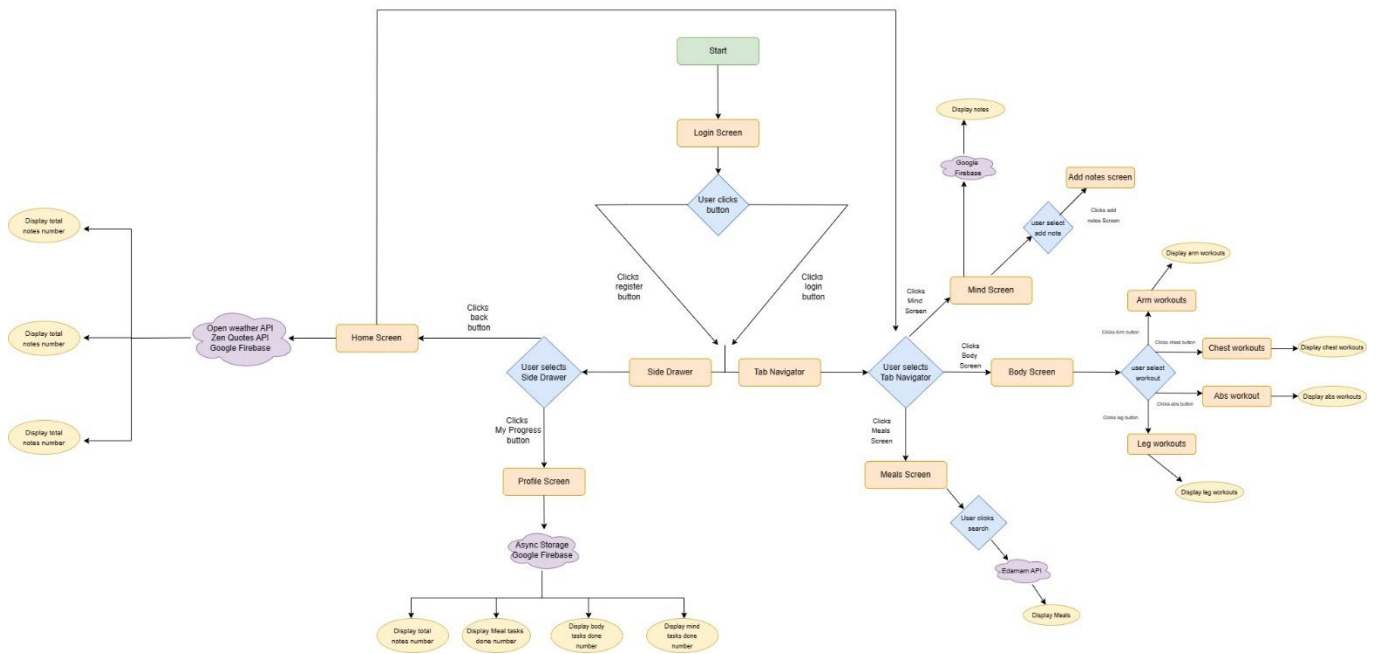 Start
Login Screen
User clicks
button
Clicks
register
button
Clicks
login
button
Side Drawer
Tab Navigator
User selects
Side Drawer
Clicks
back
button
Home Screen
Open weather API
Zen Quotes API
Google Firebase
Display total
notes number
Display total
notes number
Display total
notes number
Clicks
My Progress
button
Profile Screen
Async Storage
Google Firebase
Display total
notes number
Display Meal tasks
done number
Display body
tasks done
number
Display mind
tasks done
number
User selects
Tab Navigator
Clicks
Mind
Screen
Mind Screen
Google
Firebase
Display notes
user select
add note
Clicks add
notes Screen
Add notes screen
Clicks
Body
Screen
Body Screen
user select
workout
Clicks Arm button
Arm workouts
Display arm workouts
Clicks chest button
Chest workouts
Display chest workouts
Clicks abs button
Abs workout
Display abs workouts
Clicks leg button
Leg workouts
Display leg workouts
Clicks
Meals
Screen
Meals Screen
User clicks
search
Edamam API
Display Meals